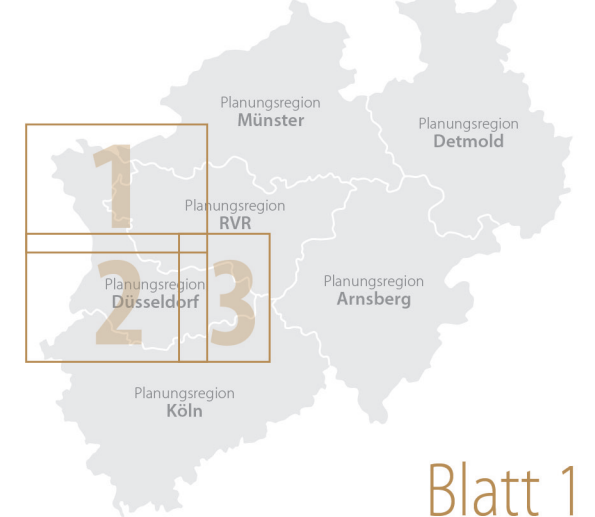 Planungsregion
Münster
Planungsregion
Detmold
1
Planungsregion
RVR
Planungsregion
Düsseldorf
2
3
Planungsregion
Arnsberg
Planungsregion
Köln
Blatt 1